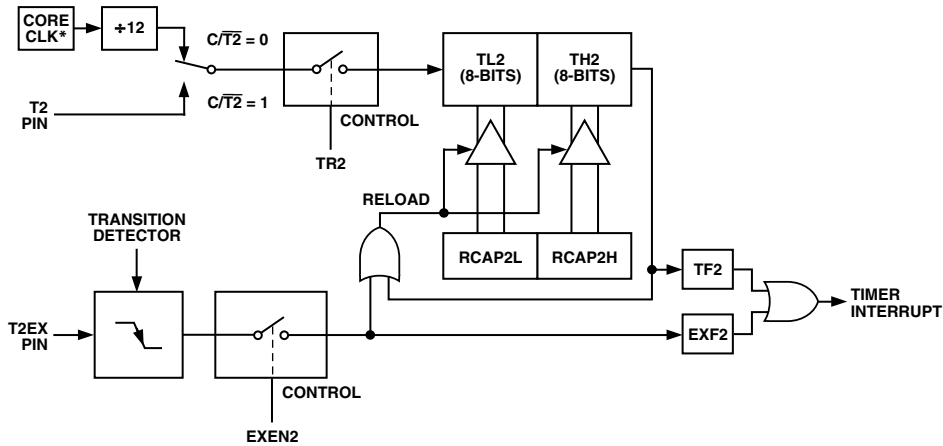 CORE
CLK*
÷12
C/T2̅ = 0
C/T2̅ = 1
T2
PIN
CONTROL
TR2
TL2
(8-BITS)
TH2
(8-BITS)
RELOAD
RCAP2L
RCAP2H
TRANSITION
DETECTOR
T2EX
PIN
CONTROL
EXEN2
TF2
EXF2
TIMER
INTERRUPT